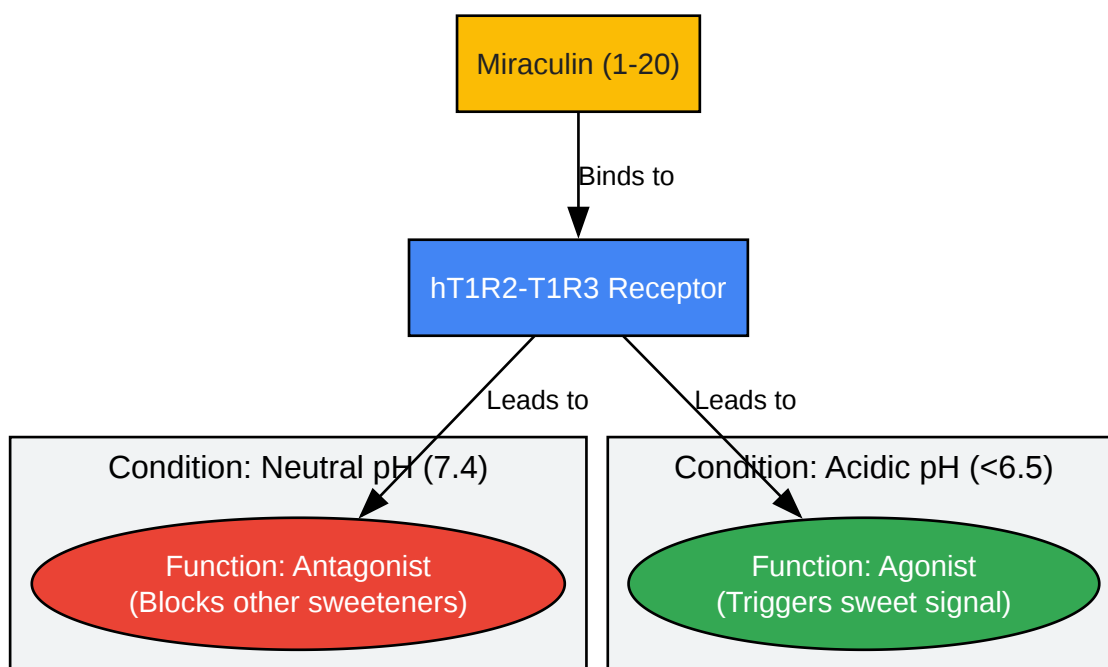 Miraculin (1-20)
Binds to
hT1R2-T1R3 Receptor
Leads to
Leads to
Condition: Neutral pH (7.4)
Condition: Acidic pH (<6.5)
Function: Antagonist
(Blocks other sweeteners)
Function: Agonist
(Triggers sweet signal)